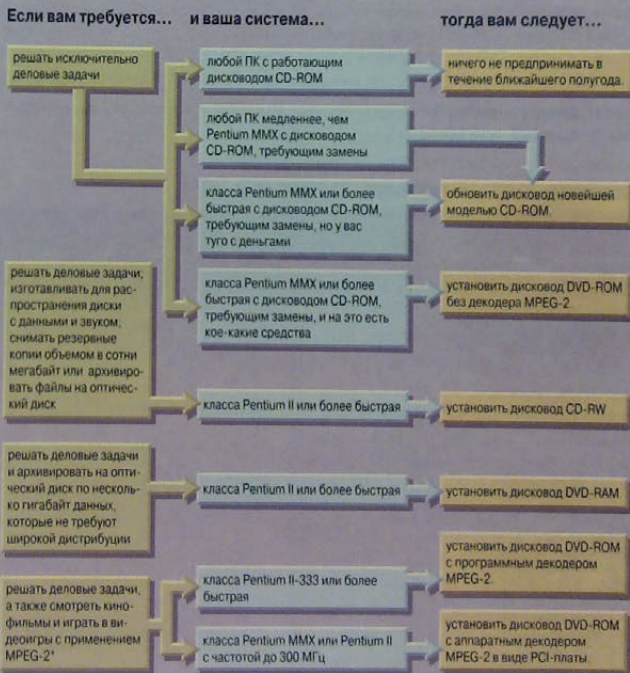 Если вам требуется... и ваша система... тогда вам следует...
решать исключительно
деловые задачи
любой ПК с работающим
дисководом CD-ROM
ничего не предпринимать в
течение ближайшего полугода.
любой ПК медленнее, чем
Pentium MMX с дисководом
CD-ROM, требующим замены
класса Pentium MMX или более
быстрая с дисководом CD-ROM,
требующим замены, но у вас
туго с деньгами
обновить дисковод новейшей
моделью CD-ROM.
класса Pentium MMX или более
быстрая с дисководом CD-ROM,
требующим замены, и на это есть
кое-какие средства
установить дисковод DVD-ROM
без декодера MPEG-2.
решать деловые задачи;
изготавливать для рас-
пространения диски
с данными и звуком;
снимать резервные
копии объемом в сотни
мегабайт или архивиро-
вать файлы на оптичес-
кий диск
класса Pentium II или более быстрая
установить дисковод CD-RW
решать деловые задачи
и архивировать на опти-
ческий диск по несколь-
ко гигабайт данных,
которые не требуют
широкой дистрибуции
класса Pentium II или более быстрая
установить дисковод DVD-RAM.
решать деловые задачи,
а также смотреть кино-
фильмы и играть в ви-
деоигры с применением
MPEG-2*
класса Pentium II-333 или более
быстрая
установить дисковод DVD-ROM
с программным декодером
MPEG-2.
класса Pentium MMX или Pentium II
с частотой до 300 МГц
установить дисковод DVD-ROM
с аппаратным декодером
MPEG-2 в виде PCI-платы.